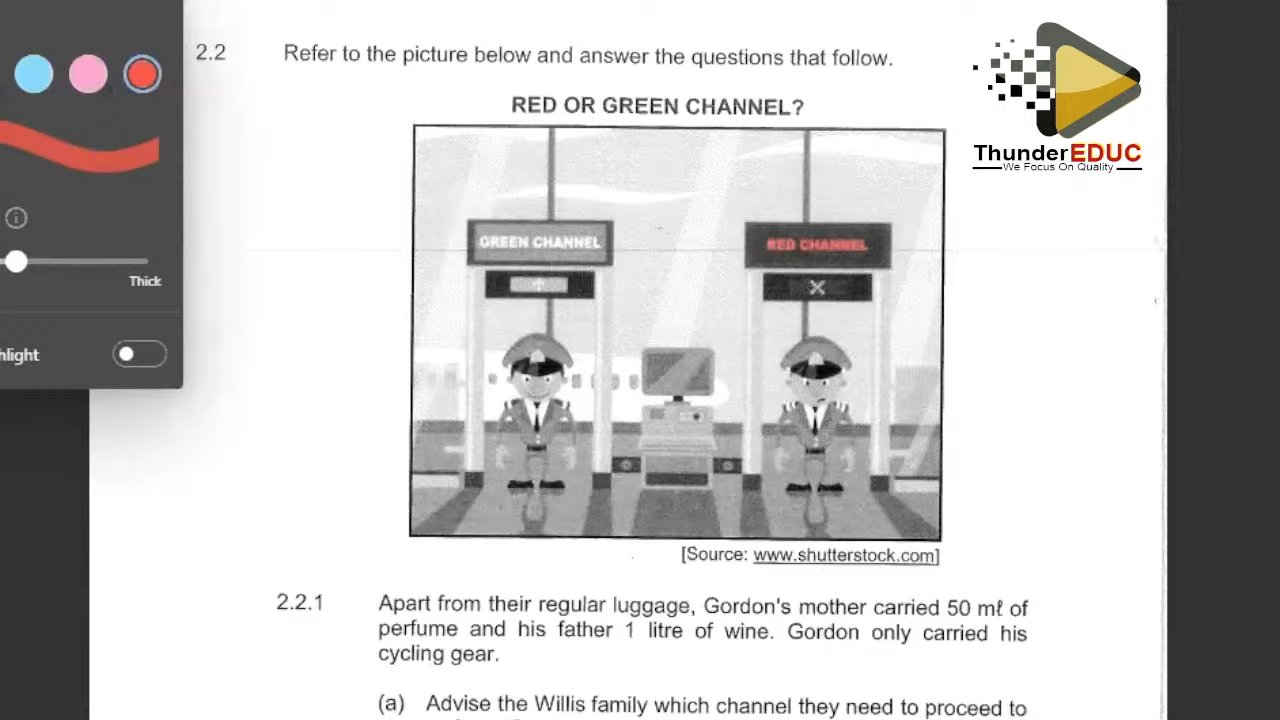 2.2 Refer to the picture below and answer the questions that follow.
RED OR GREEN CHANNEL?
ThunderEDUC
We Focus On Quality
GREEN CHANNEL
RED CHANNEL
Thick
hlight
[Source: www.shutterstock.com]
2.2.1 Apart from their regular luggage, Gordon's mother carried 50 mℓ of
perfume and his father 1 litre of wine. Gordon only carried his
cycling gear.
(a) Advise the Willis family which channel they need to proceed to